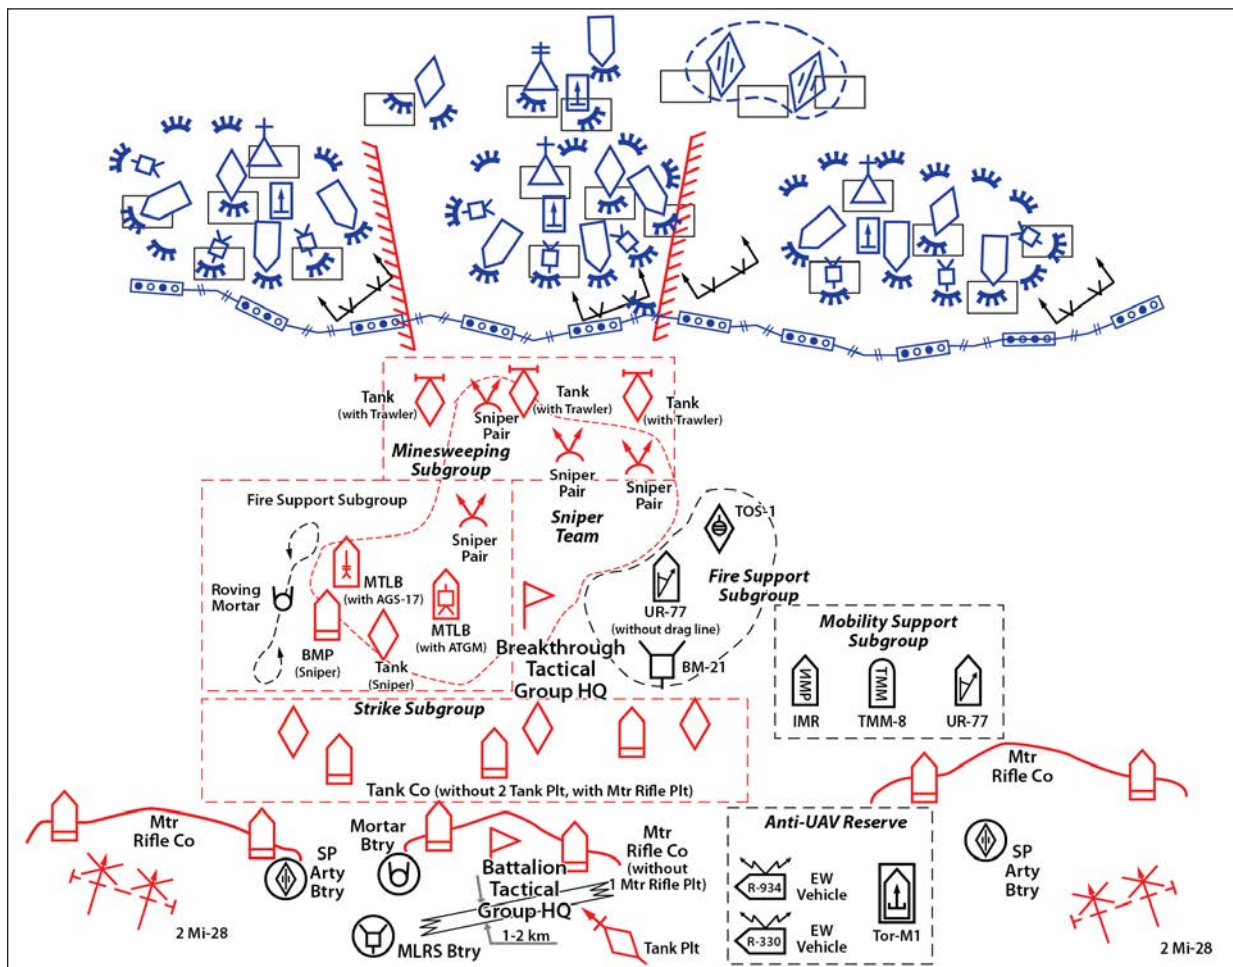 Tank
(with Trawler)
Sniper
Pair
Tank
(with Trawler)
Tank
(with Trawler)
Minesweeping
Subgroup
Sniper
Pair
Sniper
Pair
Fire Support Subgroup
Sniper
Pair
Sniper
Team
TOS-1
Roving
Mortar
MTLB
(with AGS-17)
MTLB
(with ATGM)
BMP
(Sniper)
Tank
(Sniper)
UR-77
(without drag line)
Fire Support
Subgroup
BM-21
Breakthrough
Tactical
Group HQ
Mobility Support
Subgroup
ИМР
ТММ
IMR
TMM-8
UR-77
Strike Subgroup
Tank Co (without 2 Tank Plt, with Mtr Rifle Plt)
Mtr
Rifle Co
Mtr
Rifle Co
SP
Arty
Btry
2 Mi-28
Mortar
Btry
Mtr
Rifle Co
(without
1 Mtr Rifle Plt)
Battalion
Tactical
Group HQ
1-2 km
MLRS Btry
Tank Plt
Anti-UAV Reserve
R-934
EW
Vehicle
R-330
EW
Vehicle
Tor-M1
SP
Arty
Btry
2 Mi-28